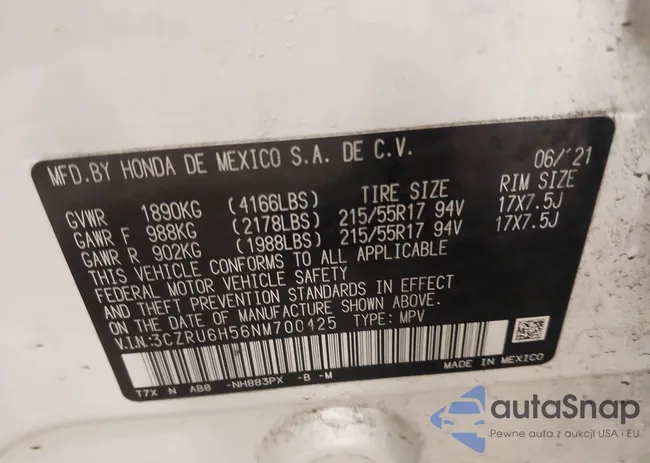 MFD.BY HONDA DE MEXICO S.A. DE C.V. 06/'21
GVWR 1890KG (4166LBS) TIRE SIZE RIM SIZE
GAWR F 988KG (2178LBS) 215/55R17 94V 17X7.5J
GAWR R 902KG (1988LBS) 215/55R17 94V 17X7.5J
THIS VEHICLE CONFORMS TO ALL APPLICABLE
FEDERAL MOTOR VEHICLE SAFETY
AND THEFT PREVENTION STANDARDS IN EFFECT
ON THE DATE OF MANUFACTURE SHOWN ABOVE.
V.I.N.:3CZRU6H56NM700425 TYPE: MPV
T7X N AB8 -NH883PX -B -M
MADE IN MEXICO
autaSnap
Pewne auta z aukcji USA i EU